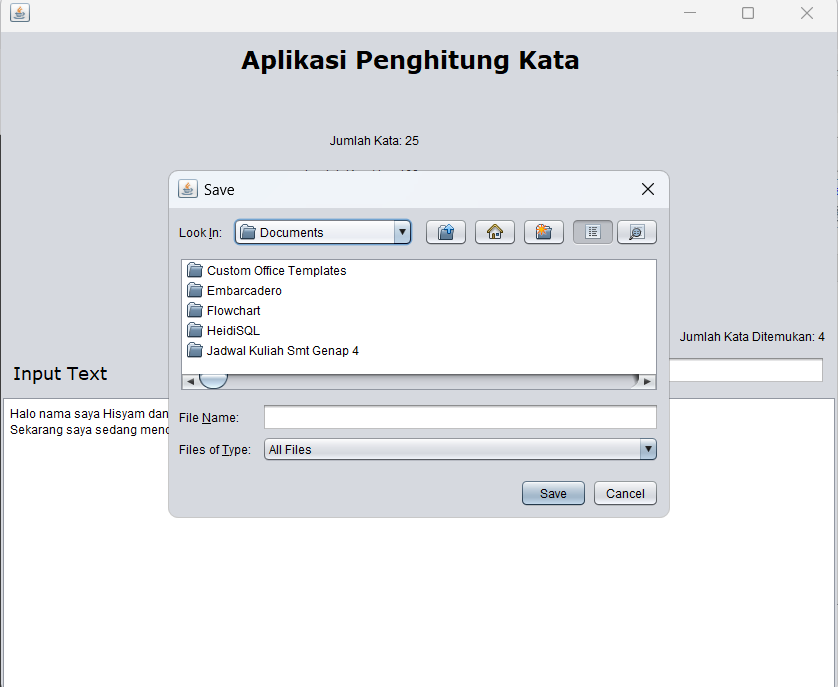 Aplikasi Penghitung Kata
Jumlah Kata: 25
Save
Look In: Documents
Custom Office Templates
Embarcadero
Flowchart
HeidiSQL
Jadwal Kuliah Smt Genap 4
Jumlah Kata Ditemukan: 4
Input Text
Halo nama saya Hisyam dan
Sekarang saya sedang
File Name:
Files of Type: All Files
Save Cancel